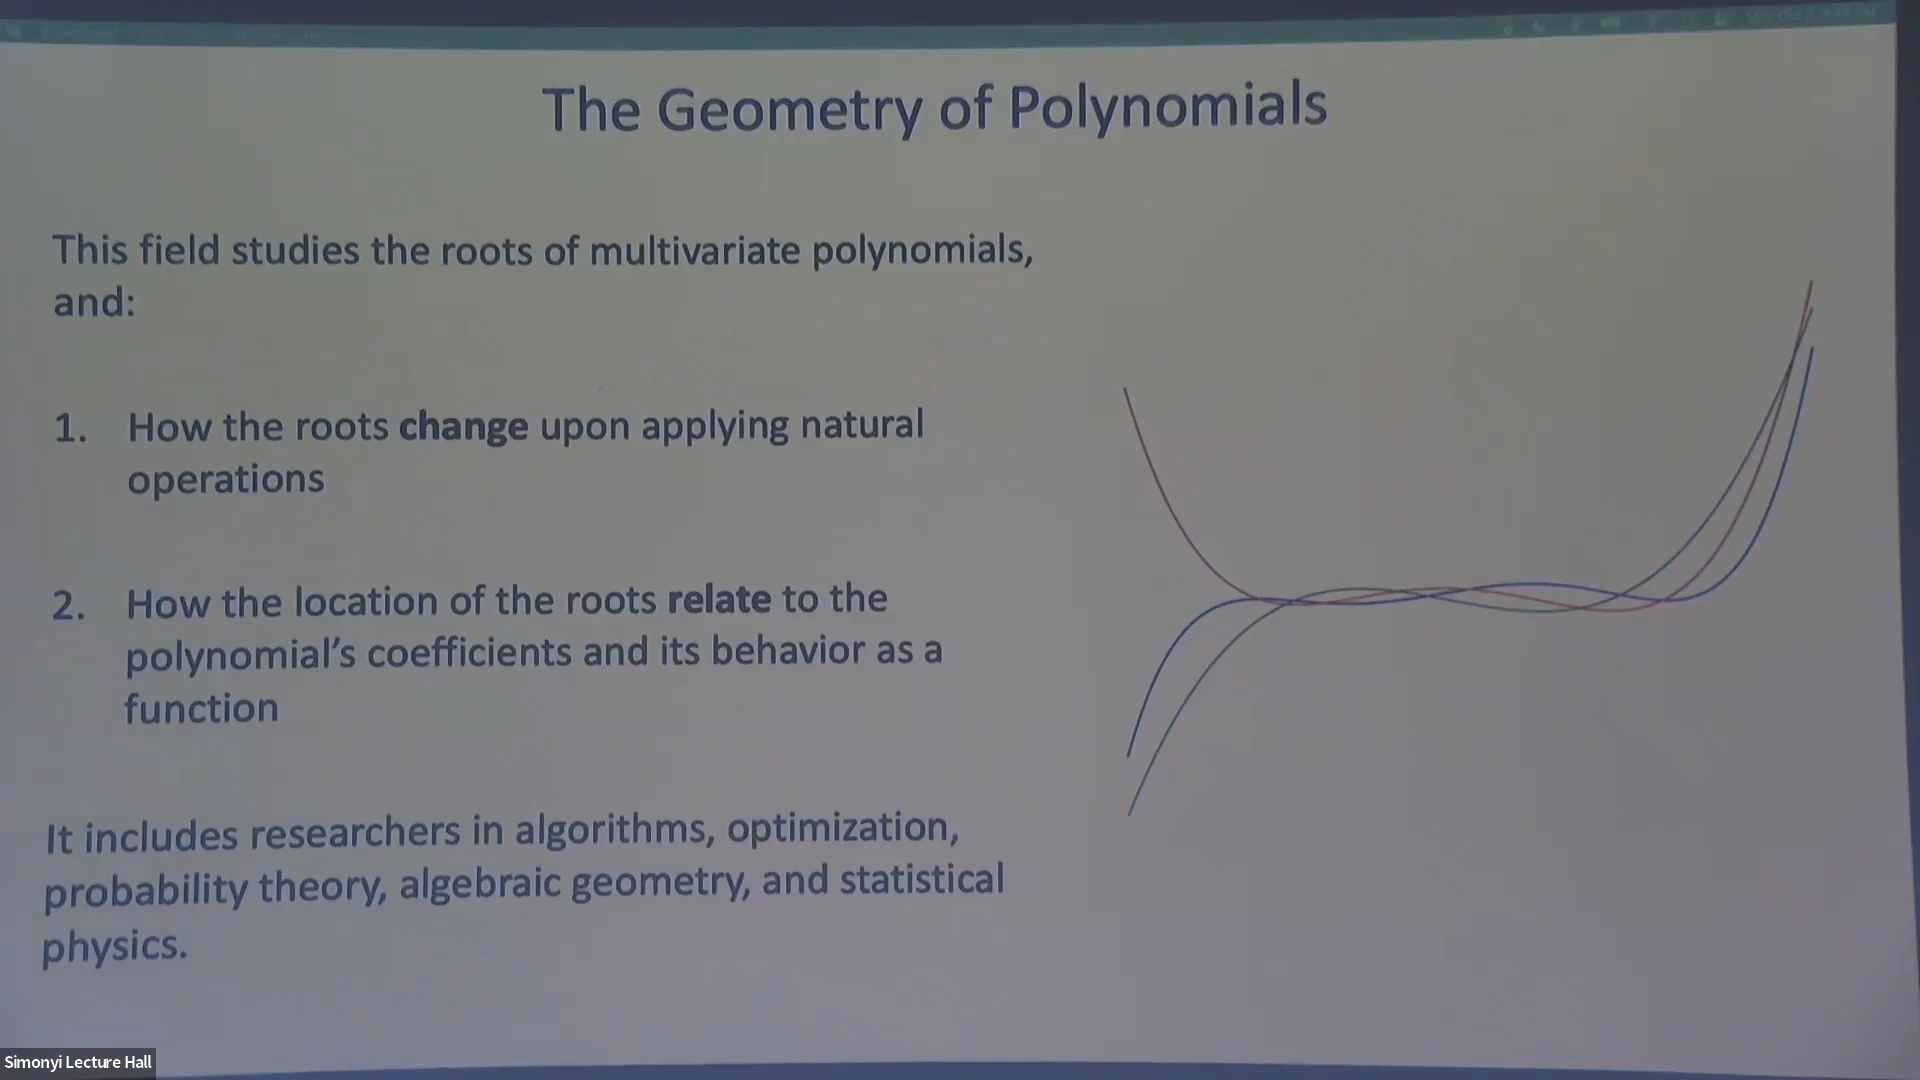 The Geometry of Polynomials
This field studies the roots of multivariate polynomials,
and:
1. How the roots change upon applying natural
operations
2. How the location of the roots relate to the
polynomial's coefficients and its behavior as a
function
It includes researchers in algorithms, optimization,
probability theory, algebraic geometry, and statistical
physics.
Simonyi Lecture Hall